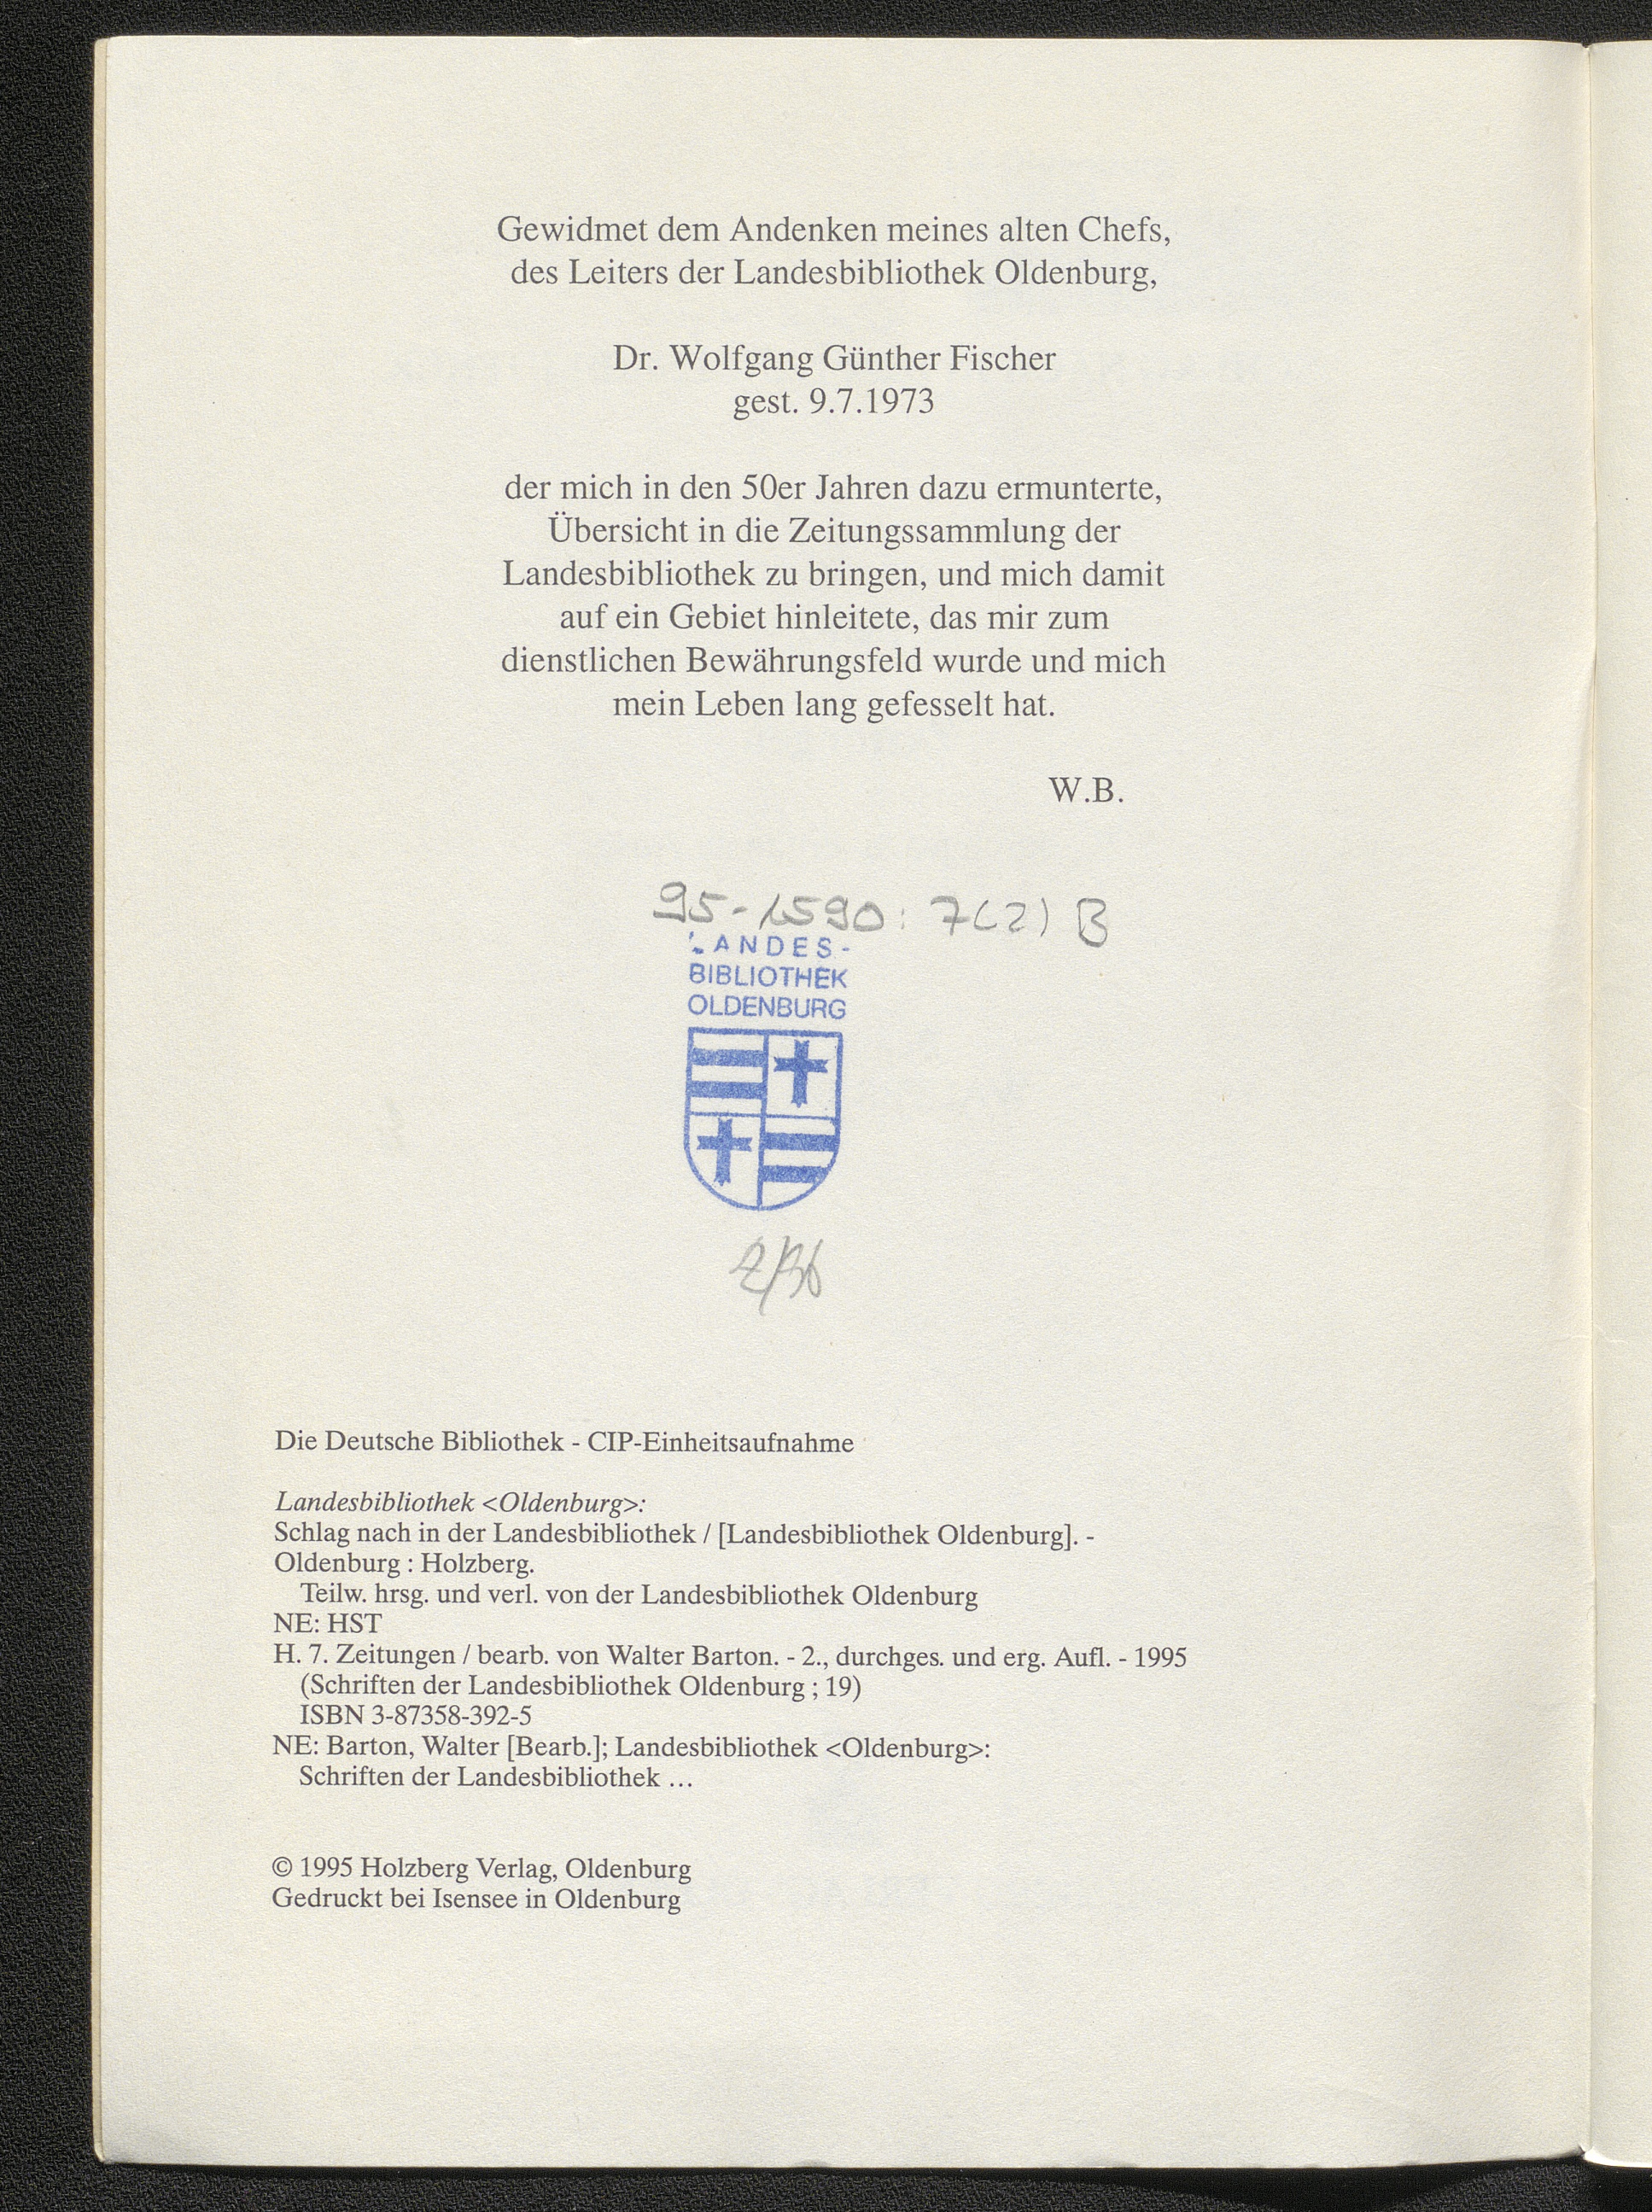 Gewidmet dem Andenken meines alten Chefs,
des Leiters der Landesbibliothek Oldenburg,
Dr. Wolfgang Günther Fischer
gest. 9.7.1973
der mich in den 50er Jahren dazu ermunterte,
Übersicht in die Zeitungssammlung der
Landesbibliothek zu bringen, und mich damit
auf ein Gebiet hinleitete, das mir zum
dienstlichen Bewährungsfeld wurde und mich
mein Leben lang gefesselt hat.
W.B.
95-1590: 7(2) B
LANDES-
BIBLIOTHEK
OLDENBURG
Die Deutsche Bibliothek - CIP-Einheitsaufnahme
Landesbibliothek <Oldenburg>:
Schlag nach in der Landesbibliothek / [Landesbibliothek Oldenburg]. -
Oldenburg : Holzberg.
Teilw. hrsg. und verl. von der Landesbibliothek Oldenburg
NE: HST
H. 7. Zeitungen / bearb. von Walter Barton. - 2., durchges. und erg. Aufl. - 1995
(Schriften der Landesbibliothek Oldenburg ; 19)
ISBN 3-87358-392-5
NE: Barton, Walter [Bearb.]; Landesbibliothek <Oldenburg>:
Schriften der Landesbibliothek ...
© 1995 Holzberg Verlag, Oldenburg
Gedruckt bei Isensee in Oldenburg